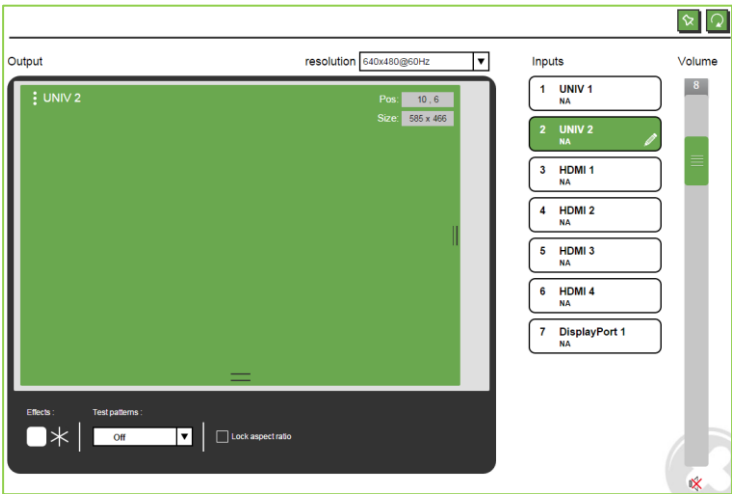 Output
resolution 640x480@60Hz
UNIV 2
Pos: 10 , 6
Size: 585 x 466
Effects :
Test patterns :
Off
Lock aspect ratio
Inputs
1 UNIV 1
NA
2 UNIV 2
NA
3 HDMI 1
NA
4 HDMI 2
NA
5 HDMI 3
NA
6 HDMI 4
NA
7 DisplayPort 1
NA
Volume
8